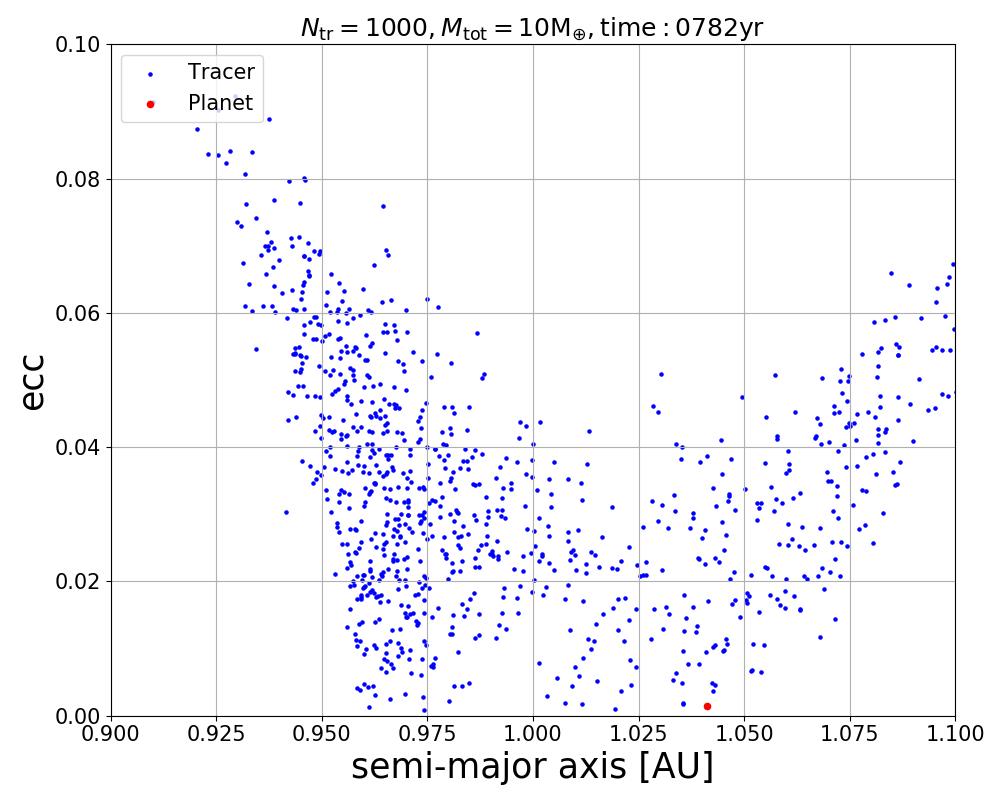 N_tr = 1000, M_tot = 10M_⊕, time : 0782yr
Tracer
Planet
ecc
0.10
0.08
0.06
0.04
0.02
0.00
0.900 0.925 0.950 0.975 1.000 1.025 1.050 1.075 1.100
semi-major axis [AU]